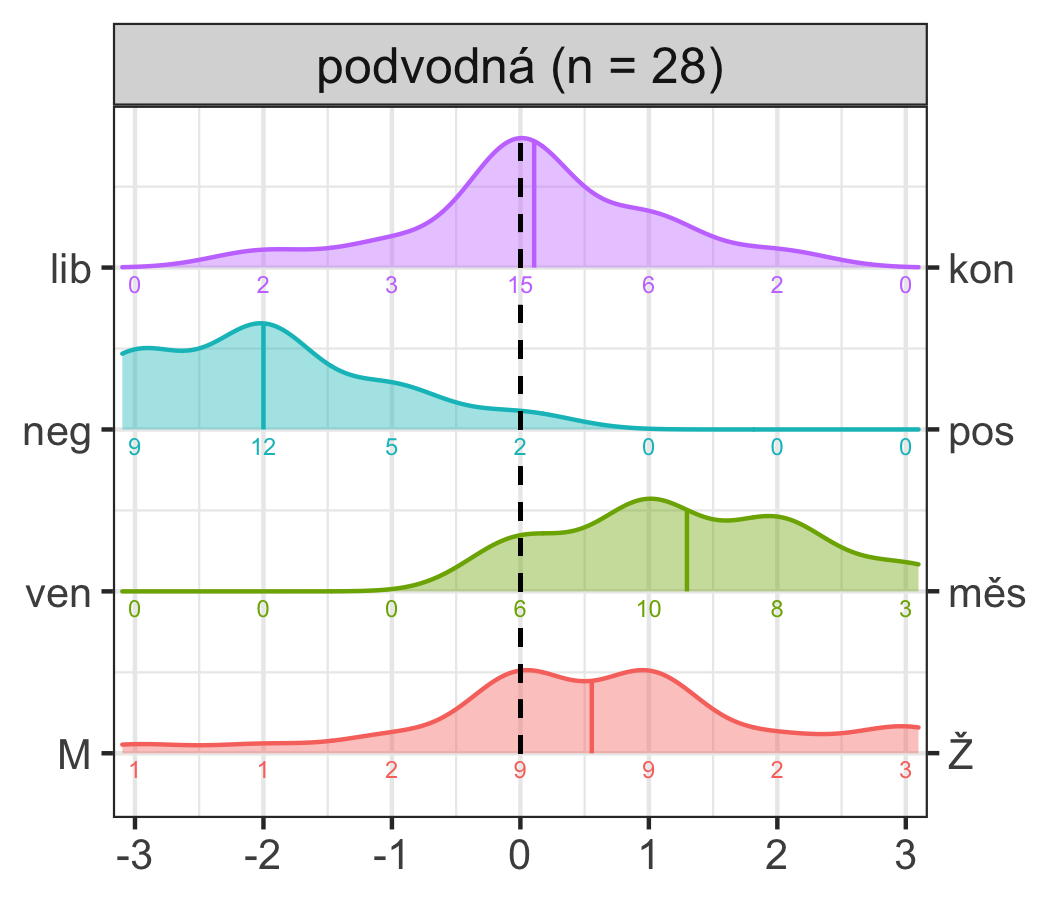 podvodná (n = 28)
lib kon
0 2 3 15 6 2 0
neg pos
9 12 5 2 0 0 0
ven měs
0 0 0 6 10 8 3
M Ž
1 1 2 9 9 2 3
-3 -2 -1 0 1 2 3